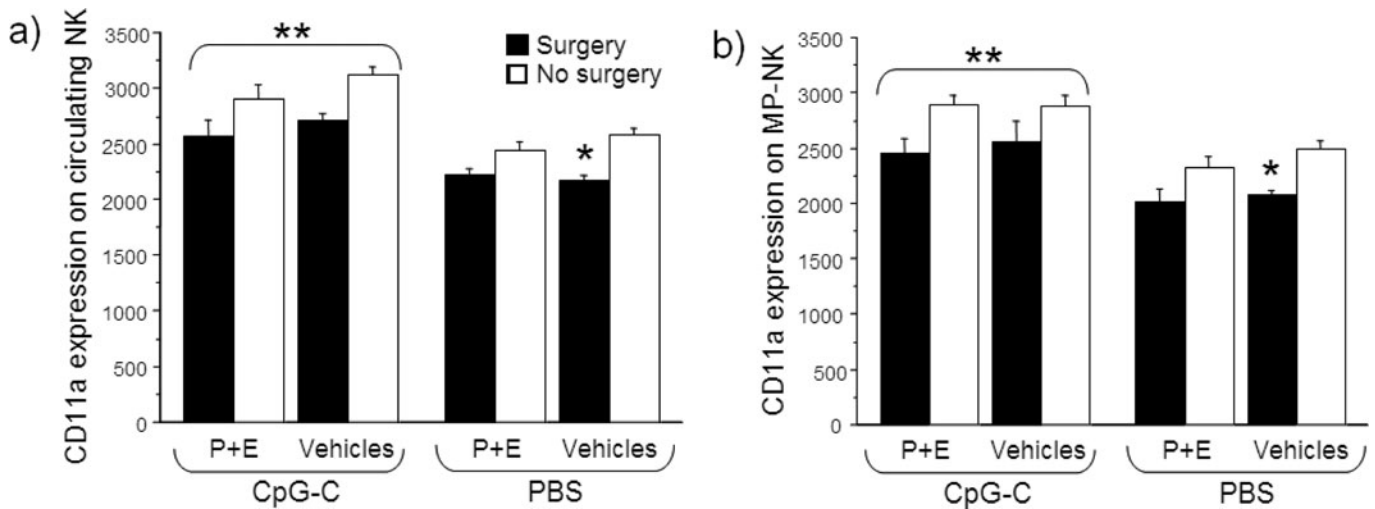 a)
CD11a expression on circulating NK
3500
3000
2500
2000
1500
1000
500
0
**
Surgery
No surgery
*
P+E Vehicles P+E Vehicles
CpG-C PBS
b)
CD11a expression on MP-NK
3500
3000
2500
2000
1500
1000
500
0
**
*
P+E Vehicles P+E Vehicles
CpG-C PBS